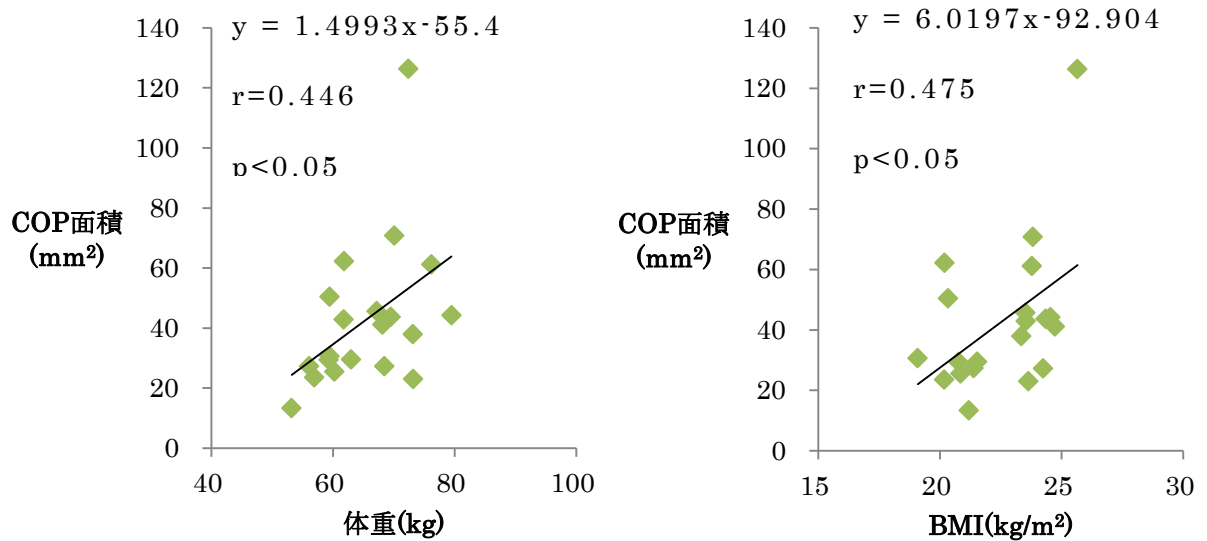 y = 1.4993x-55.4
r=0.446
p<0.05
140
120
100
80
60
40
20
0
COP面積
(mm²)
40
60
80
100
体重(kg)
y = 6.0197x-92.904
r=0.475
p<0.05
140
120
100
80
60
40
20
0
COP面積
(mm²)
15
20
25
30
BMI(kg/m²)